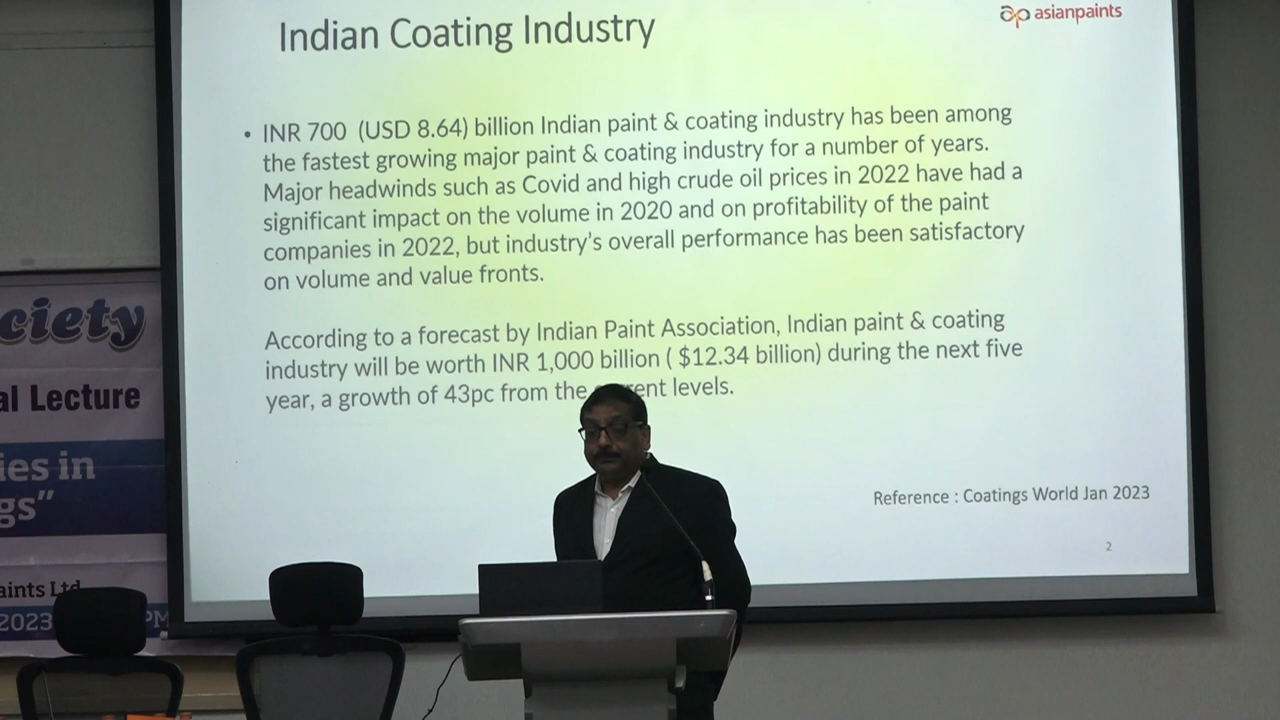 Indian Coating Industry
ap asianpaints
• INR 700 (USD 8.64) billion Indian paint & coating industry has been among
the fastest growing major paint & coating industry for a number of years.
Major headwinds such as Covid and high crude oil prices in 2022 have had a
significant impact on the volume in 2020 and on profitability of the paint
companies in 2022, but industry's overall performance has been satisfactory
on volume and value fronts.
According to a forecast by Indian Paint Association, Indian paint & coating
industry will be worth INR 1,000 billion ( $12.34 billion) during the next five
year, a growth of 43pc from the levels.
Reference : Coatings World Jan 2023
2
ciety
al Lecture
ies in
gs”
aints Ltd
2023 PM